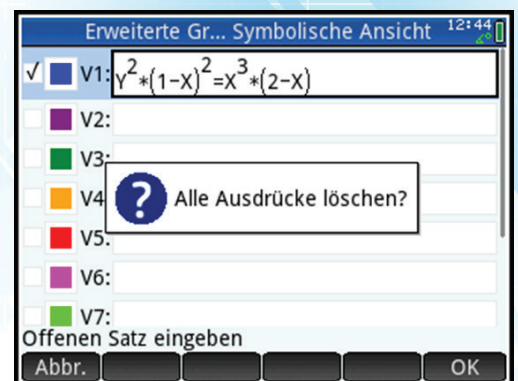 Erweiterte Gr... Symbolische Ansicht 12:44
√ V1: Y²*(1-X)²=X³*(2-X)
V2:
V3:
Alle Ausdrücke löschen?
V4
V5:
V6:
V7:
Offenen Satz eingeben
Abbr. OK